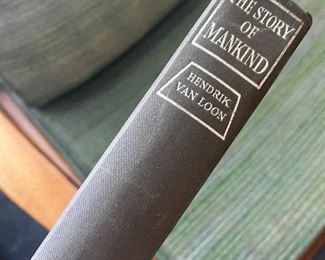 THE STORY
OF
MANKIND
HENDRIK
VAN LOON